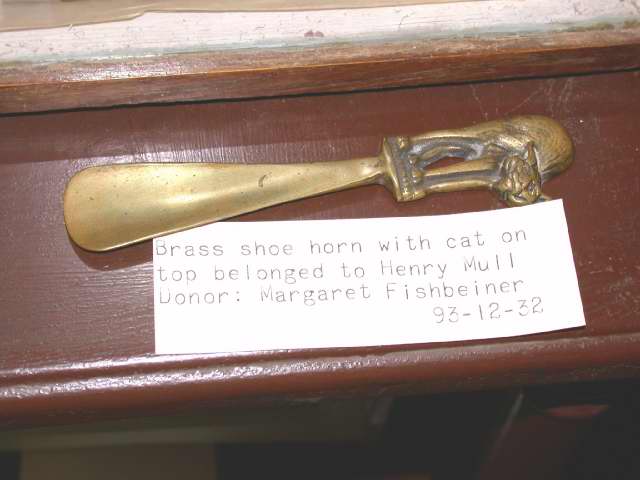 Brass shoe horn with cat on
top belonged to Henry Mull
Donor: Margaret Fishbeiner
93-12-32